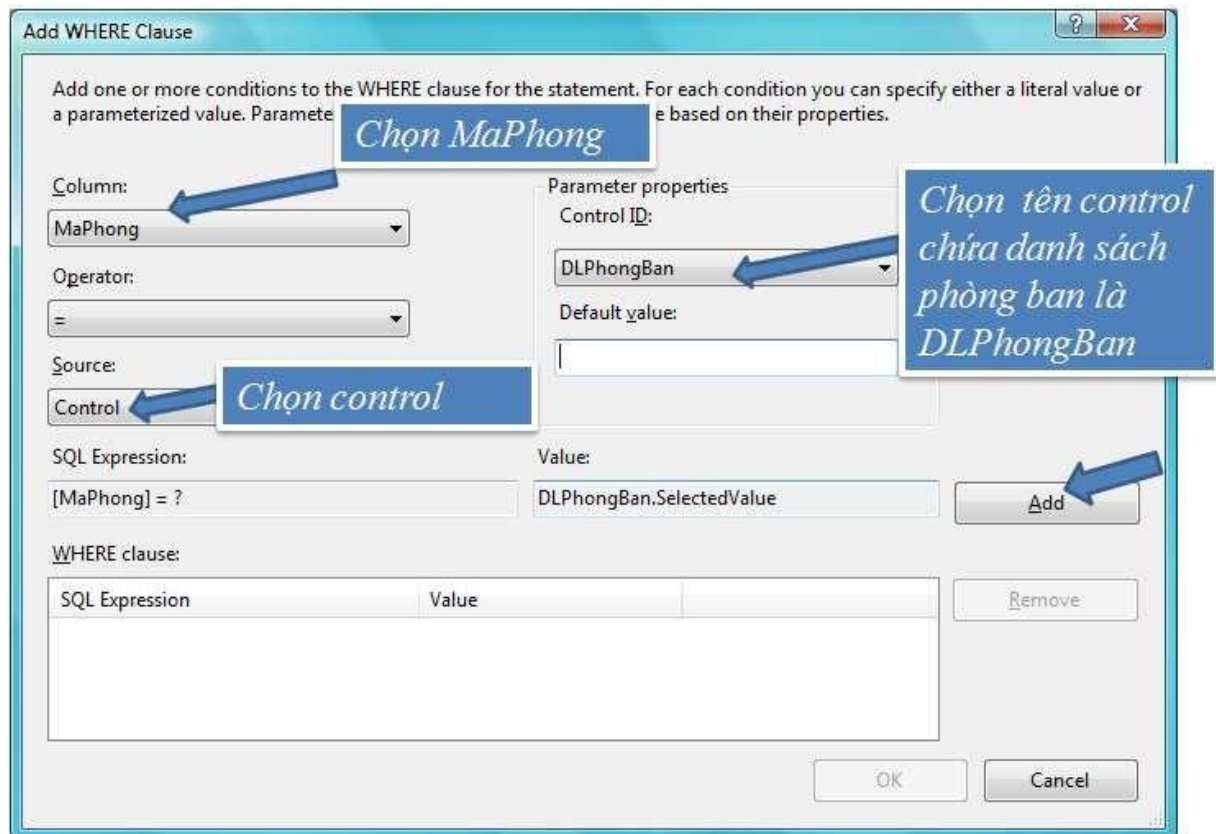 Add WHERE Clause
Add one or more conditions to the WHERE clause for the statement. For each condition you can specify either a literal value or
a parameterized value. Paramete
e based on their properties.
Chọn MaPhong
Column:
MaPhong
Operator:
=
Source:
Control
Chọn control
Parameter properties
Control ID:
DLPhongBan
Default value:
Chọn tên control
chứa danh sách
phòng ban là
DLPhongBan
SQL Expression:
[MaPhong] = ?
Value:
DLPhongBan.SelectedValue
Add
WHERE clause:
SQL Expression
Value
Remove
OK
Cancel